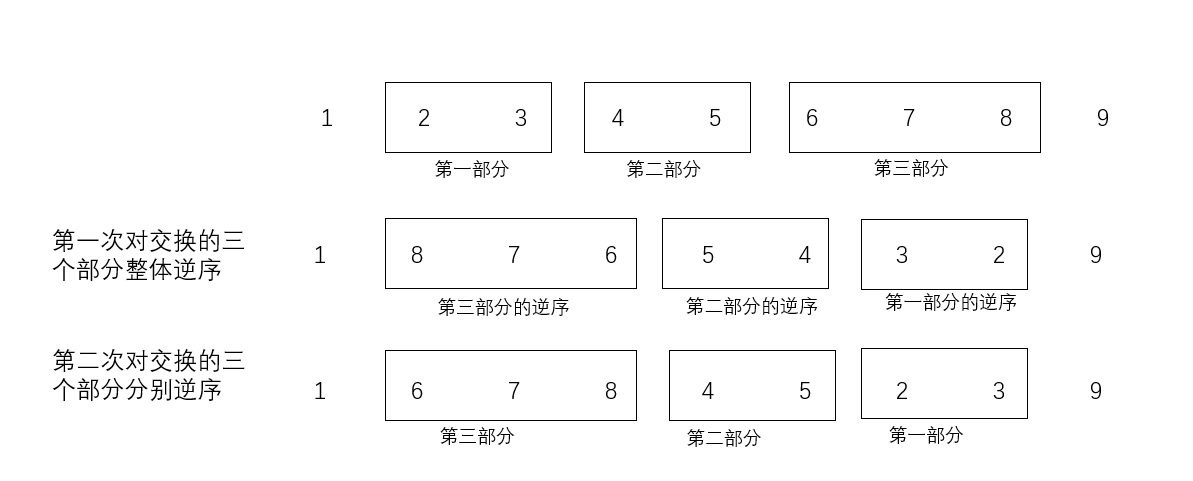 1 2 3 4 5 6 7 8 9
第一部分 第二部分 第三部分
第一次对交换的三
个部分整体逆序
1 8 7 6 5 4 3 2 9
第三部分的逆序 第二部分的逆序 第一部分的逆序
第二次对交换的三
个部分分别逆序
1 6 7 8 4 5 2 3 9
第三部分 第二部分 第一部分